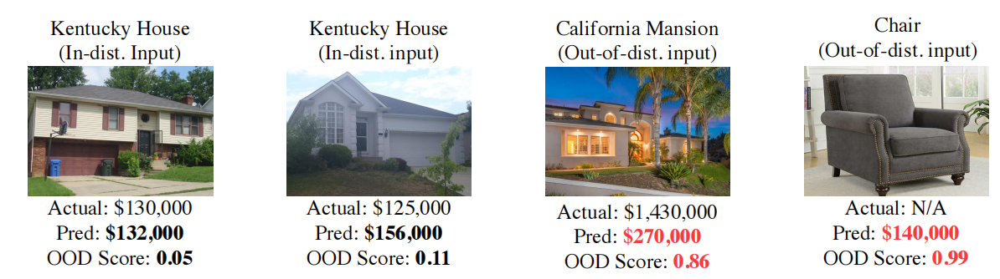 Kentucky House
(In-dist. Input)
Actual: $130,000
Pred: $132,000
OOD Score: 0.05
Kentucky House
(In-dist. input)
Actual: $125,000
Pred: $156,000
OOD Score: 0.11
California Mansion
(Out-of-dist. input)
Actual: $1,430,000
Pred: $270,000
OOD Score: 0.86
Chair
(Out-of-dist. input)
Actual: N/A
Pred: $140,000
OOD Score: 0.99